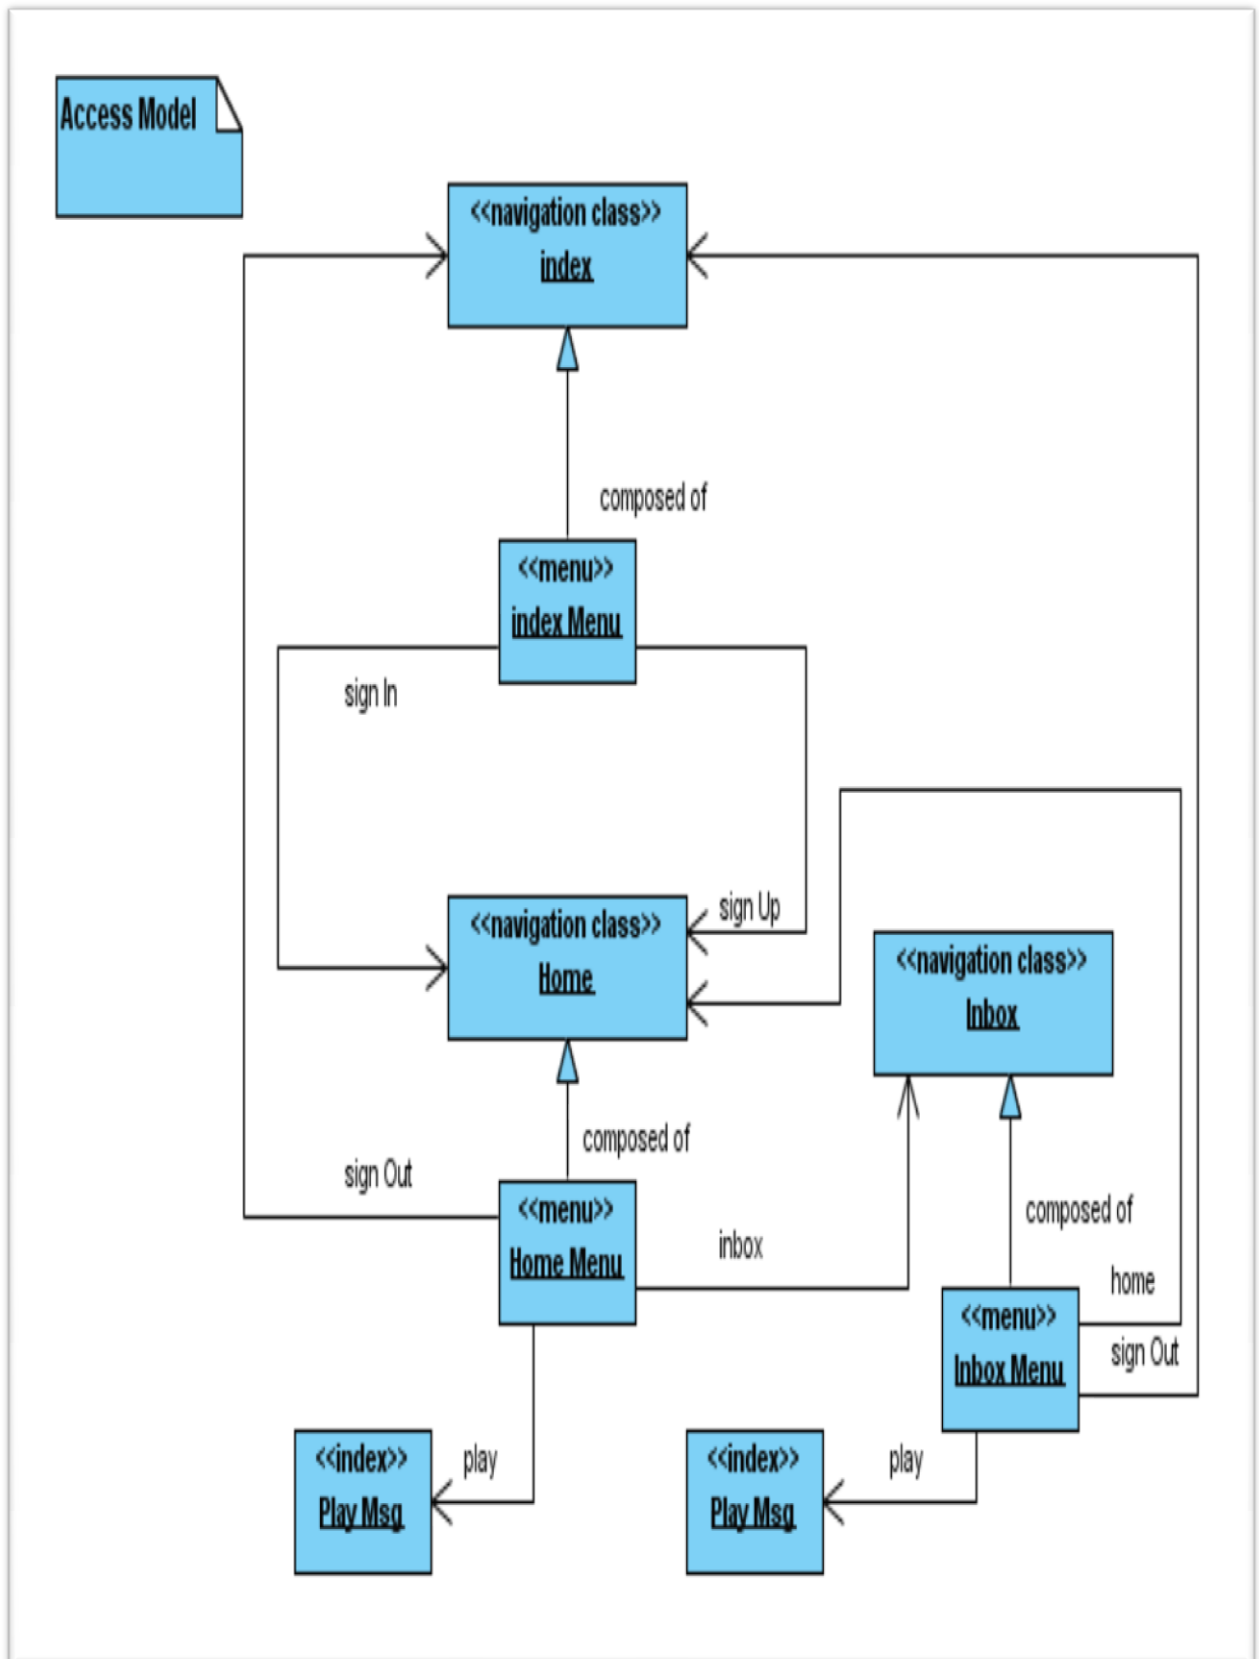 Access Model
<<navigation class>>
index
composed of
<<menu>>
index Menu
sign In
sign Up
<<navigation class>>
Home
<<navigation class>>
Inbox
composed of
sign Out
<<menu>>
Home Menu
inbox
composed of
home
<<menu>>
Inbox Menu
sign Out
<<index>>
Play Msg
play
<<index>>
Play Msg
play